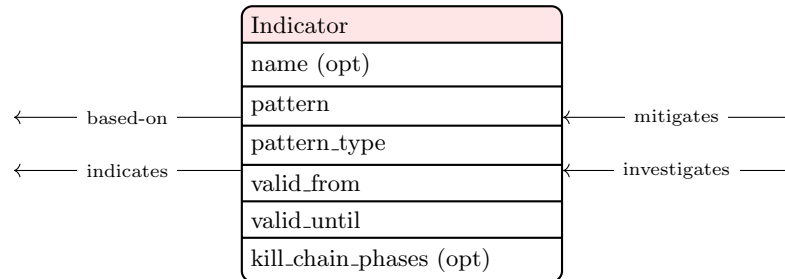 Indicator
name (opt)
pattern
pattern_type
valid_from
valid_until
kill_chain_phases (opt)
based-on
indicates
mitigates
investigates